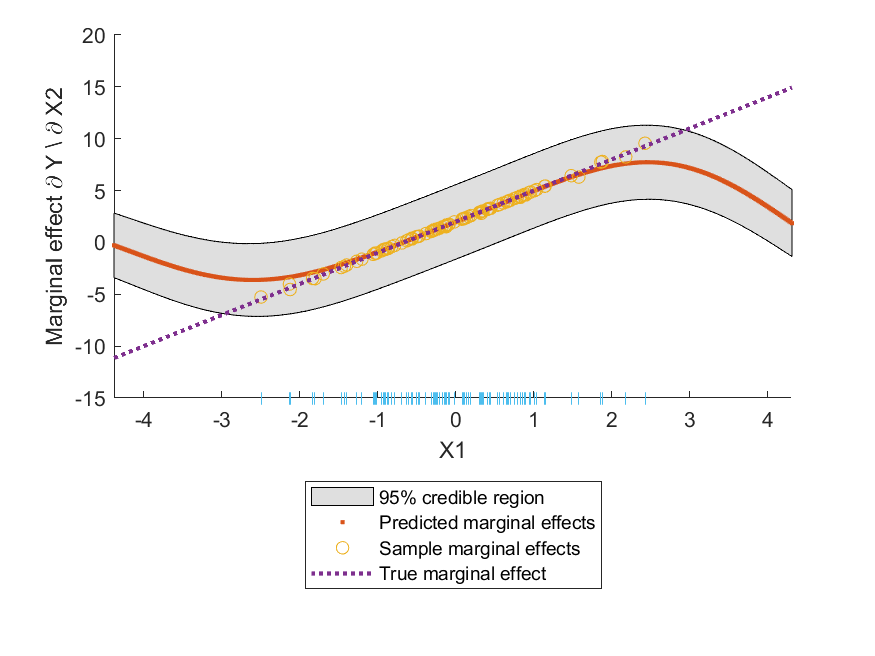 20
15
10
5
0
-5
-10
-15
Marginal effect ∂ Y \ ∂ X2
-4 -3 -2 -1 0 1 2 3 4
X1
95% credible region
Predicted marginal effects
Sample marginal effects
True marginal effect